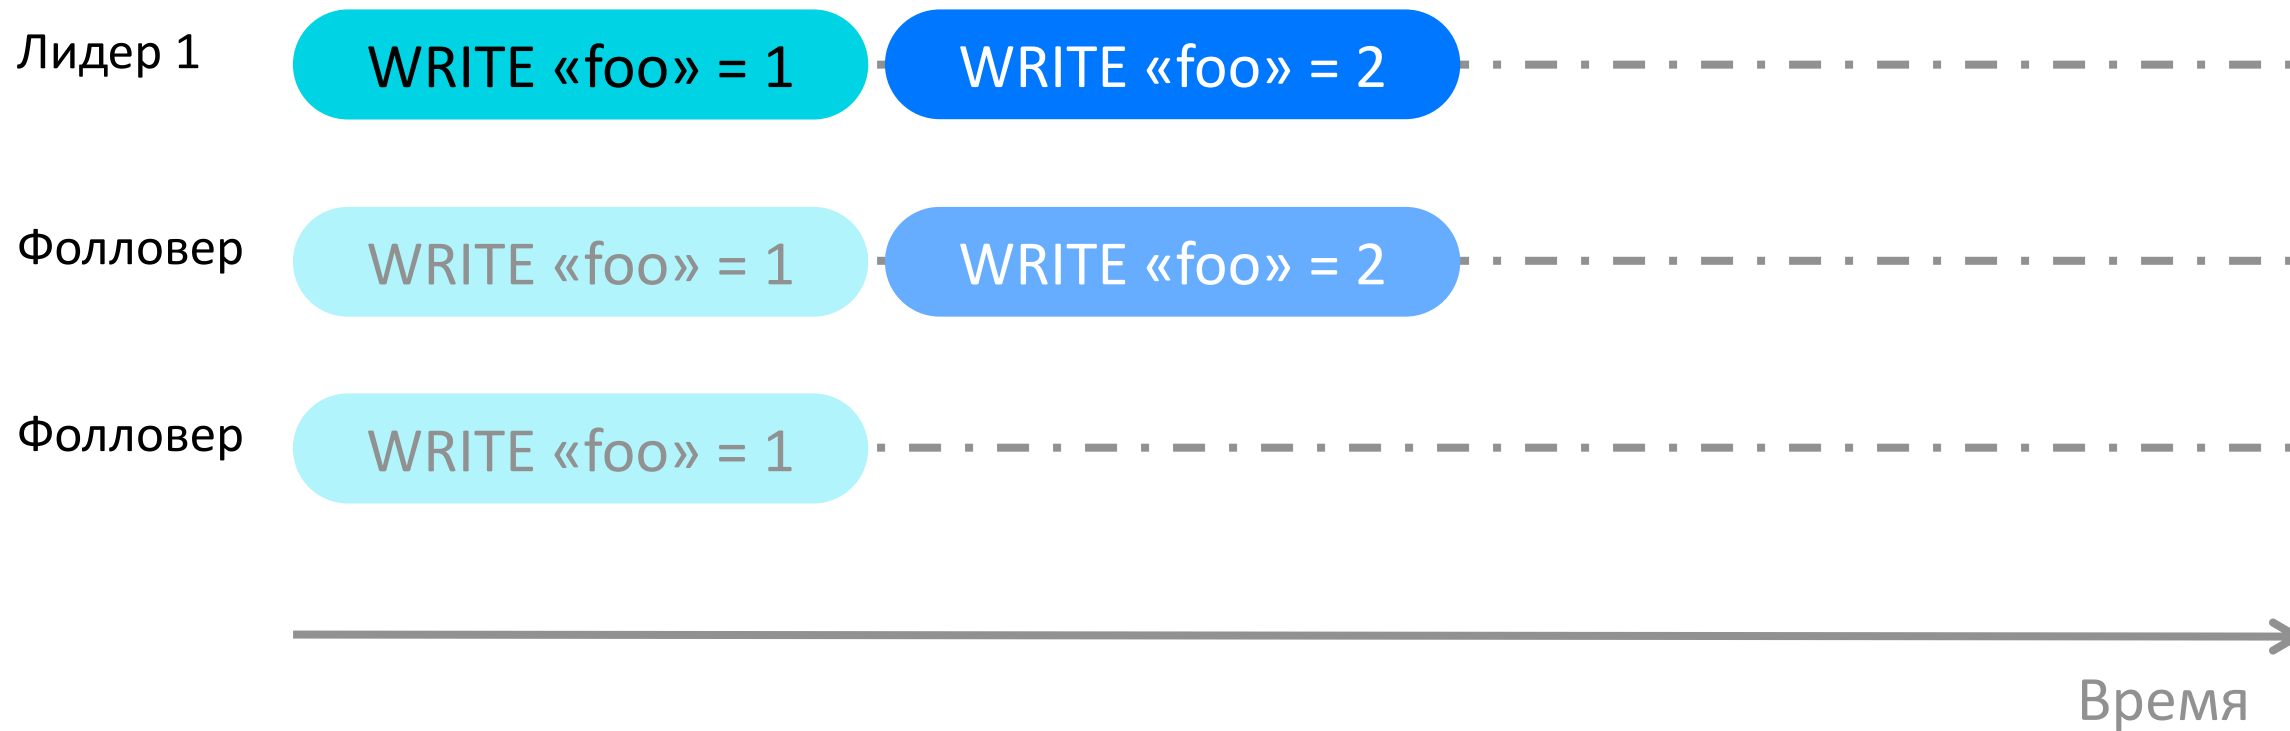 Лидер 1 WRITE «foo» = 1 WRITE «foo» = 2
Фолловер WRITE «foo» = 1 WRITE «foo» = 2
Фолловер WRITE «foo» = 1
Время